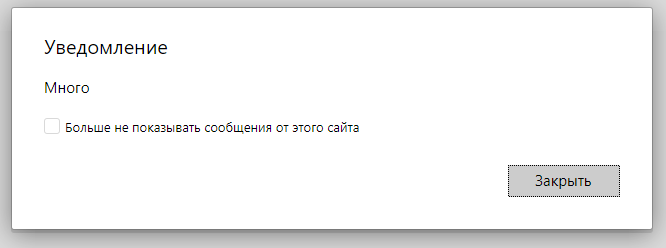 Уведомление
Много
Больше не показывать сообщения от этого сайта
Закрыть